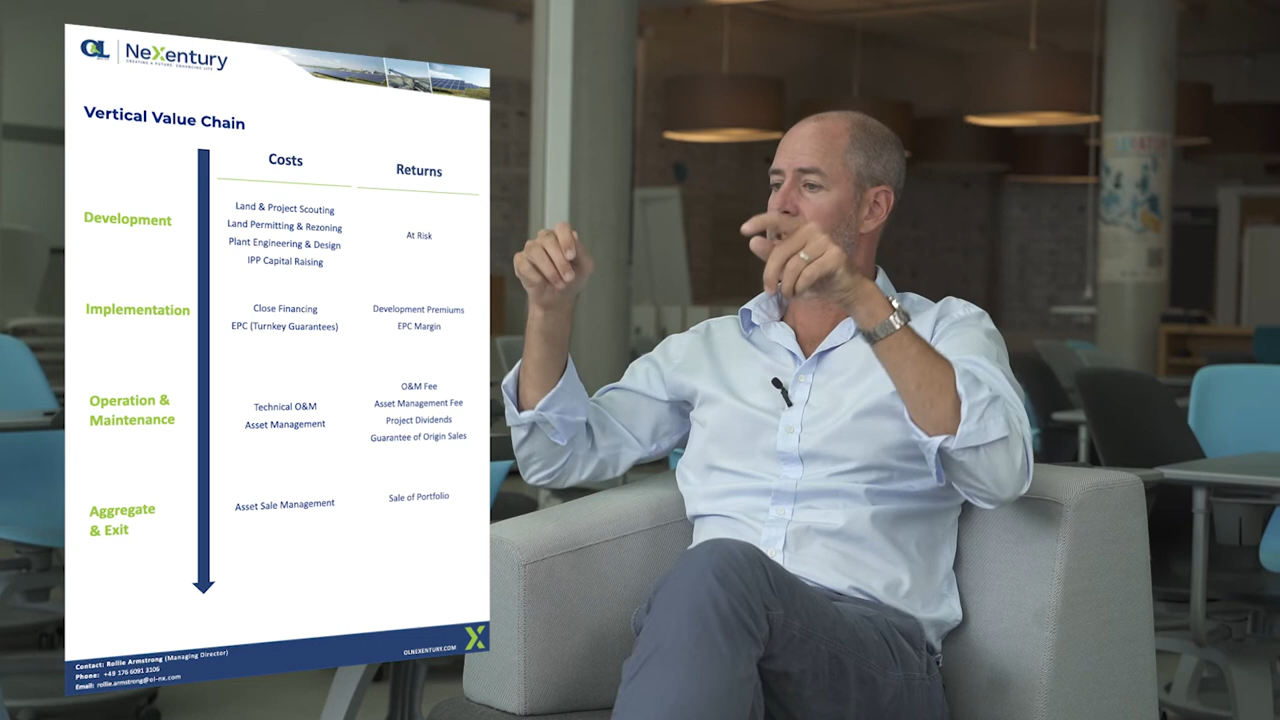 OL NeXentury
CREATING A FUTURE. ENHANCING LIFE
Vertical Value Chain
Costs
Returns
Development
Land & Project Scouting
Land Permitting & Rezoning
Plant Engineering & Design
IPP Capital Raising
At Risk
Implementation
Close Financing
EPC (Turnkey Guarantees)
Development Premiums
EPC Margin
Operation &
Maintenance
Technical O&M
Asset Management
O&M Fee
Asset Management Fee
Project Dividends
Guarantee of Origin Sales
Aggregate
& Exit
Asset Sale Management
Sale of Portfolio
Contact: Rollie Armstrong (Managing Director)
Phone: +49 176 6091 3106
Email: rollie.armstrong@ol-nx.com
OLNEXENTURY.COM